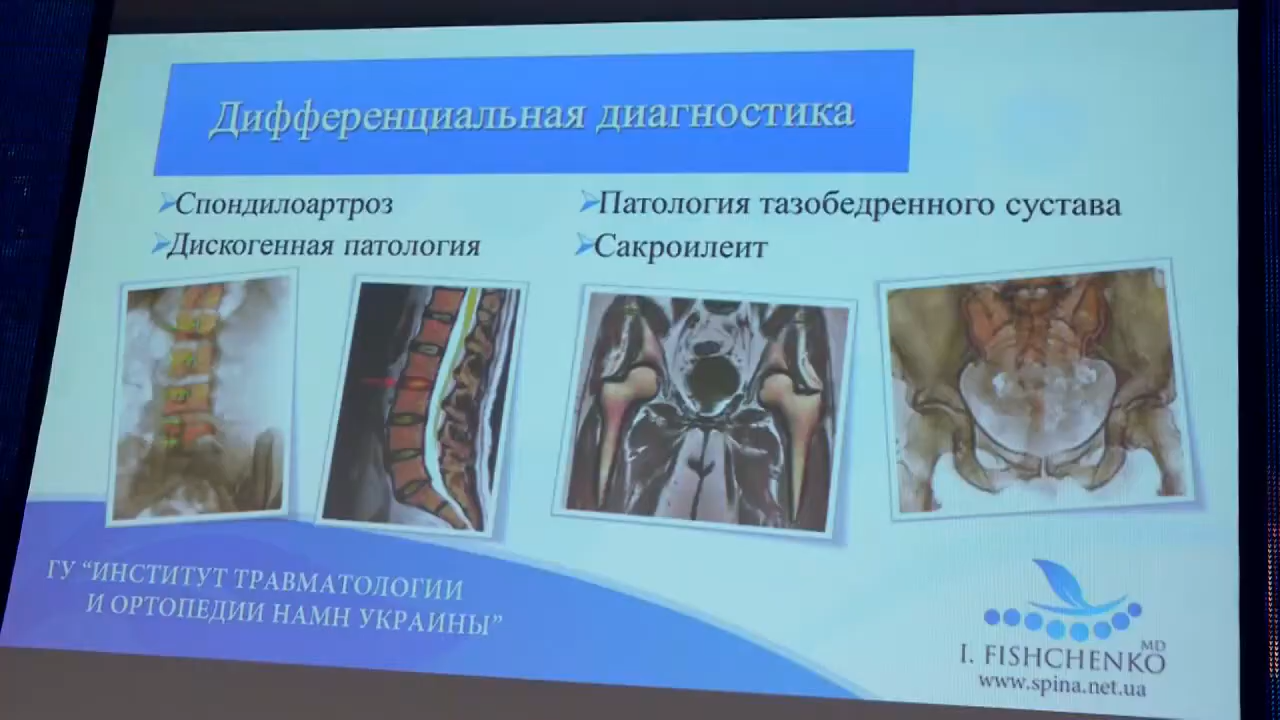 Дифференциальная диагностика
Спондилоартроз
Дискогенная патология
Патология тазобедренного сустава
Сакроилеит
ГУ “ИНСТИТУТ ТРАВМАТОЛОГИИ
И ОРТОПЕДИИ НАМН УКРАИНЫ”
I. FISHCHENKO MD
www.spina.net.ua